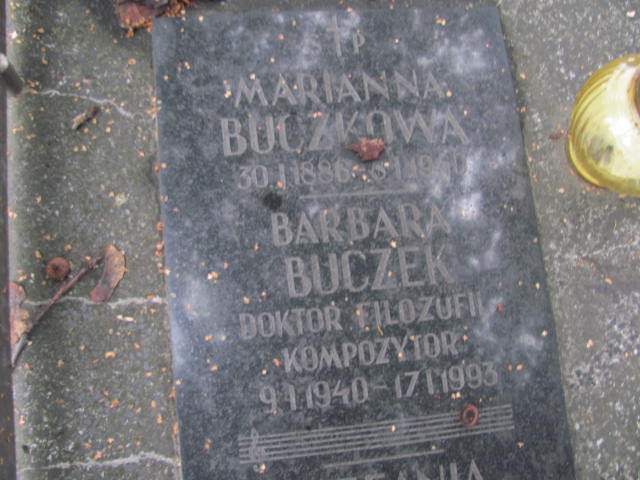 Ś†P
MARIANNA
BUCZKOWA
30 I 1886
BARBARA
BUCZEK
DOKTOR FILOZOFII
KOMPOZYTOR
9 I 1940 - 17 I 1993